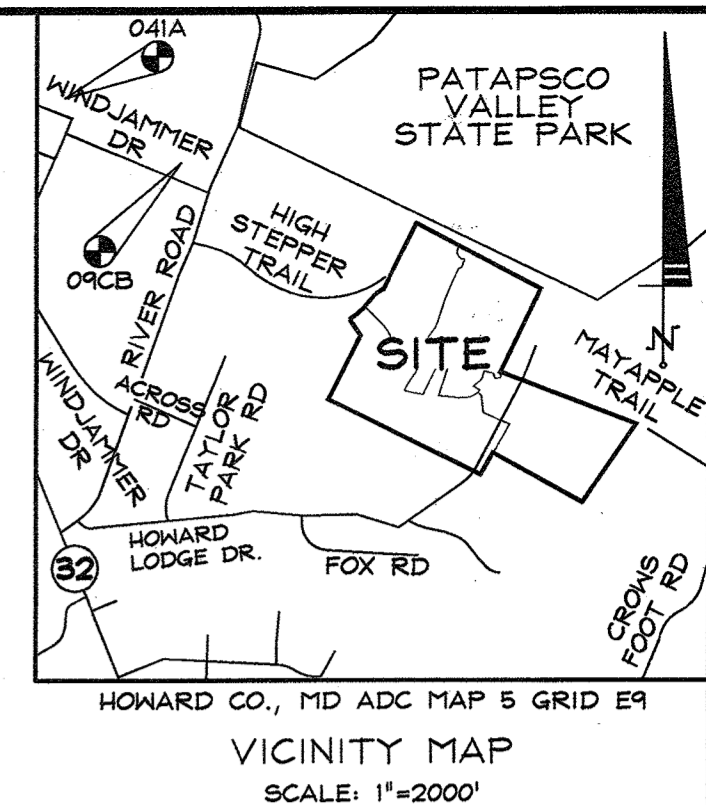 041A
WINDJAMMER
DR
PATAPSCO
VALLEY
STATE PARK
09CB
RIVER ROAD
HIGH
STEPPER
TRAIL
SITE
N
MAYAPPLE
TRAIL
WINDJAMMER
DR
ACROSS
RD
TAYLOR
PARK RD
HOWARD
LODGE DR.
FOX RD
32
CROWS
FOOT RD
HOWARD CO., MD ADC MAP 5 GRID E9
VICINITY MAP
SCALE: 1"=2000'